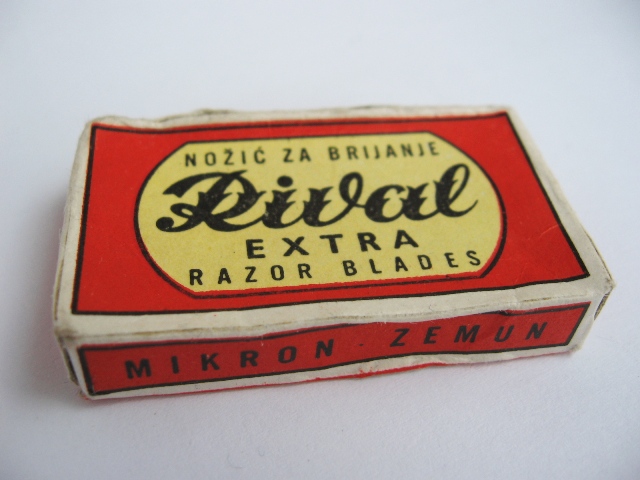 NOŽIĆ ZA BRIJANJE
Rival
EXTRA
RAZOR BLADES
MIKRON - ZEMUN